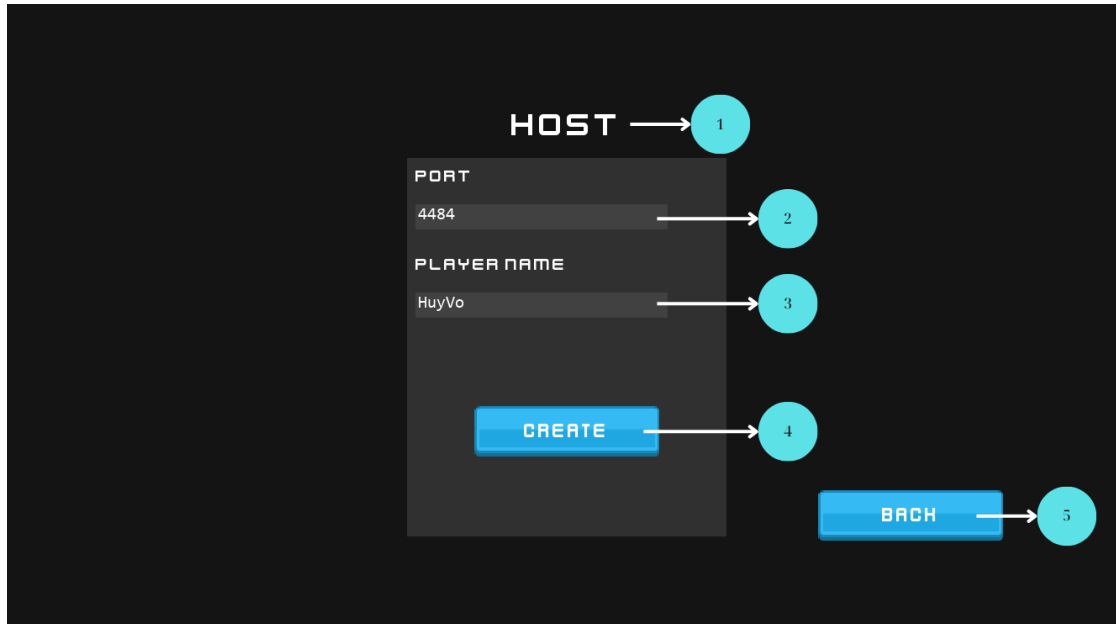 HOST
1
PORT
4484
2
PLAYER NAME
HuyVo
3
CREATE
4
BACK
5